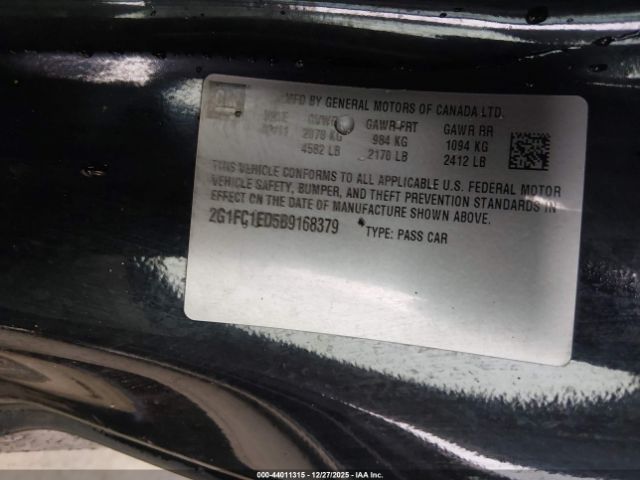 GM
MFD BY GENERAL MOTORS OF CANADA LTD.
DATE GVWR GAWR FRT GAWR RR
2078 KG 984 KG 1094 KG
4582 LB 2170 LB 2412 LB
THIS VEHICLE CONFORMS TO ALL APPLICABLE U.S. FEDERAL MOTOR
VEHICLE SAFETY, BUMPER, AND THEFT PREVENTION STANDARDS IN
EFFECT ON THE DATE OF MANUFACTURE SHOWN ABOVE.
2G1FC1ED5B9168379 TYPE: PASS CAR
000-44011315 - 12/27/2025 - IAA Inc.